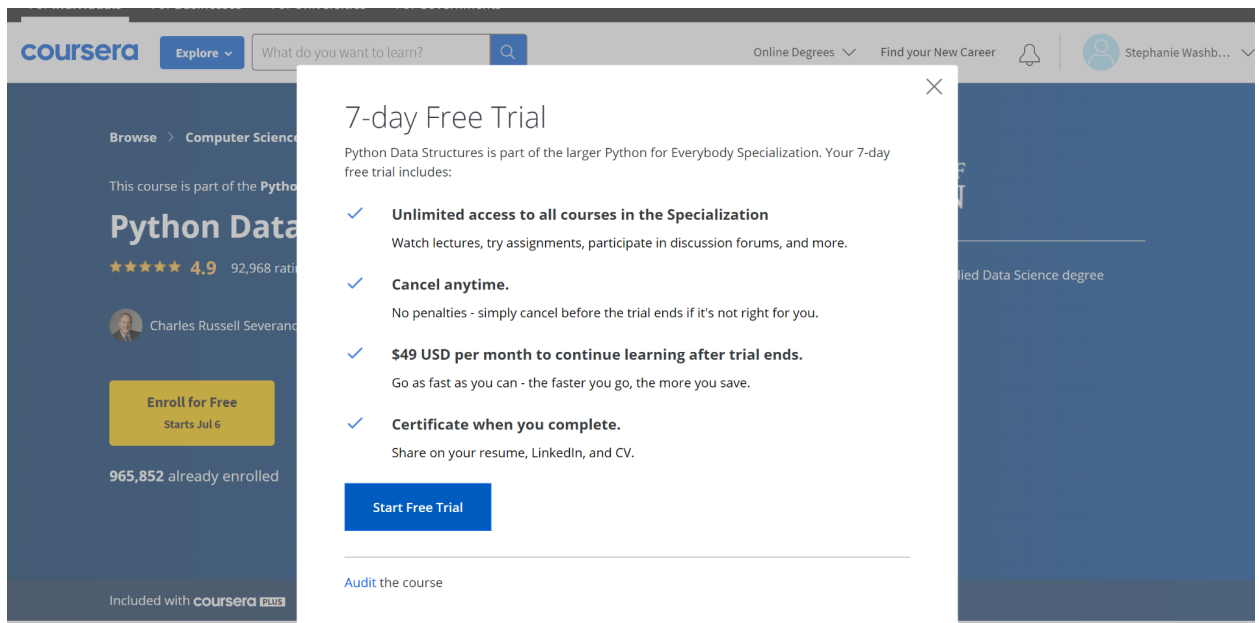 coursera
Explore
What do you want to learn?
Online Degrees
Find your New Career
Stephanie Washb...
Browse > Computer Science
This course is part of the Pytho
Python Data
4.9 92,968 rati
Charles Russell Severanc
Enroll for Free
Starts Jul 6
965,852 already enrolled
Included with coursera PLUS
lied Data Science degree
7-day Free Trial
Python Data Structures is part of the larger Python for Everybody Specialization. Your 7-day
free trial includes:
Unlimited access to all courses in the Specialization
Watch lectures, try assignments, participate in discussion forums, and more.
Cancel anytime.
No penalties - simply cancel before the trial ends if it's not right for you.
$49 USD per month to continue learning after trial ends.
Go as fast as you can - the faster you go, the more you save.
Certificate when you complete.
Share on your resume, LinkedIn, and CV.
Start Free Trial
Audit the course